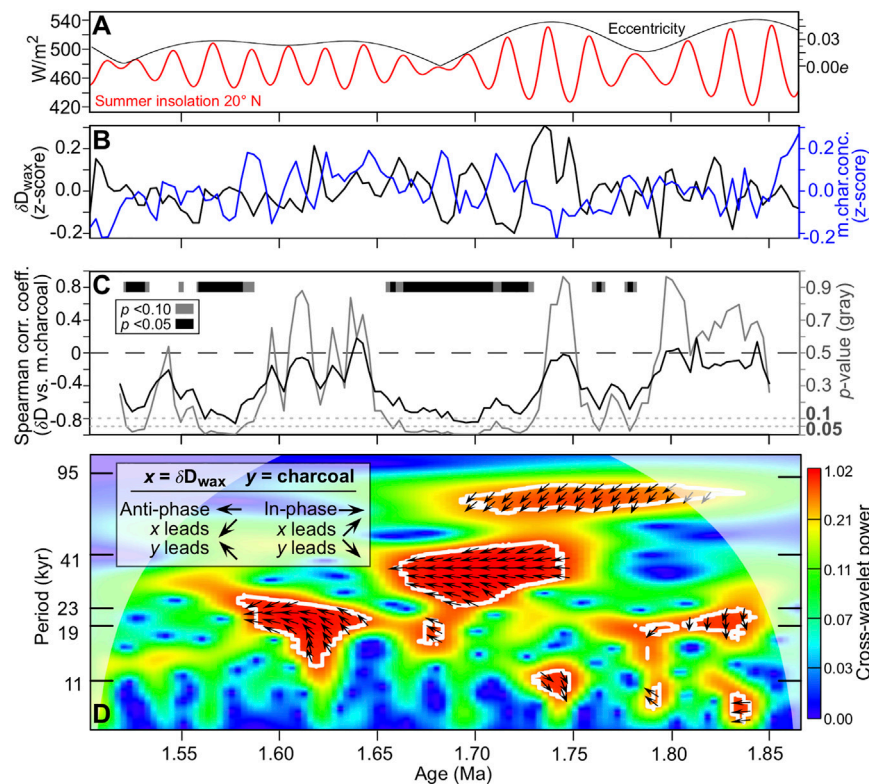 A
540
500
460
420
W/m²
Eccentricity
0.03
0.00e
Summer insolation 20° N
B
0.2
0.0
-0.2
δD_wax
(z-score)
0.2
0.0
-0.2
m.char.conc.
(z-score)
C
0.8
0.4
0
-0.4
-0.8
Spearman corr. coeff.
(δD vs. m.charcoal)
p <0.10
p <0.05
0.9
0.7
0.5
0.3
0.1
0.05
p-value (gray)
95
41
23
19
11
Period (kyr)
x = δD_wax y = charcoal
Anti-phase In-phase
x leads x leads
y leads y leads
D
1.02
0.21
0.11
0.07
0.03
0.00
Cross-wavelet power
1.55 1.60 1.65 1.70 1.75 1.80 1.85
Age (Ma)